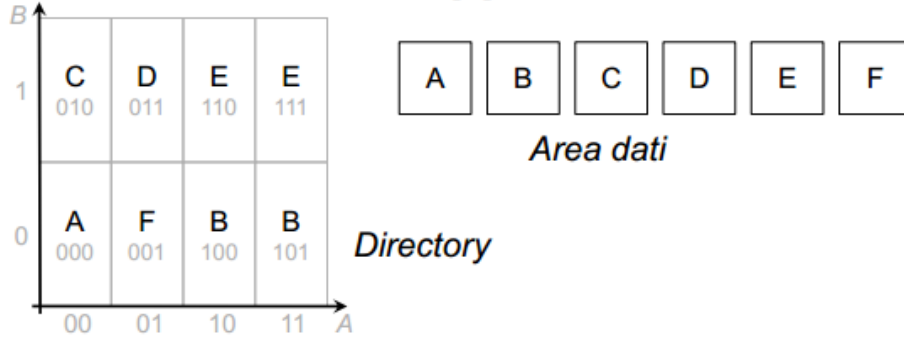 B
C D E E
1
010 011 110 111
A B C D E F
Area dati
A F B B
0
000 001 100 101
Directory
00 01 10 11 A